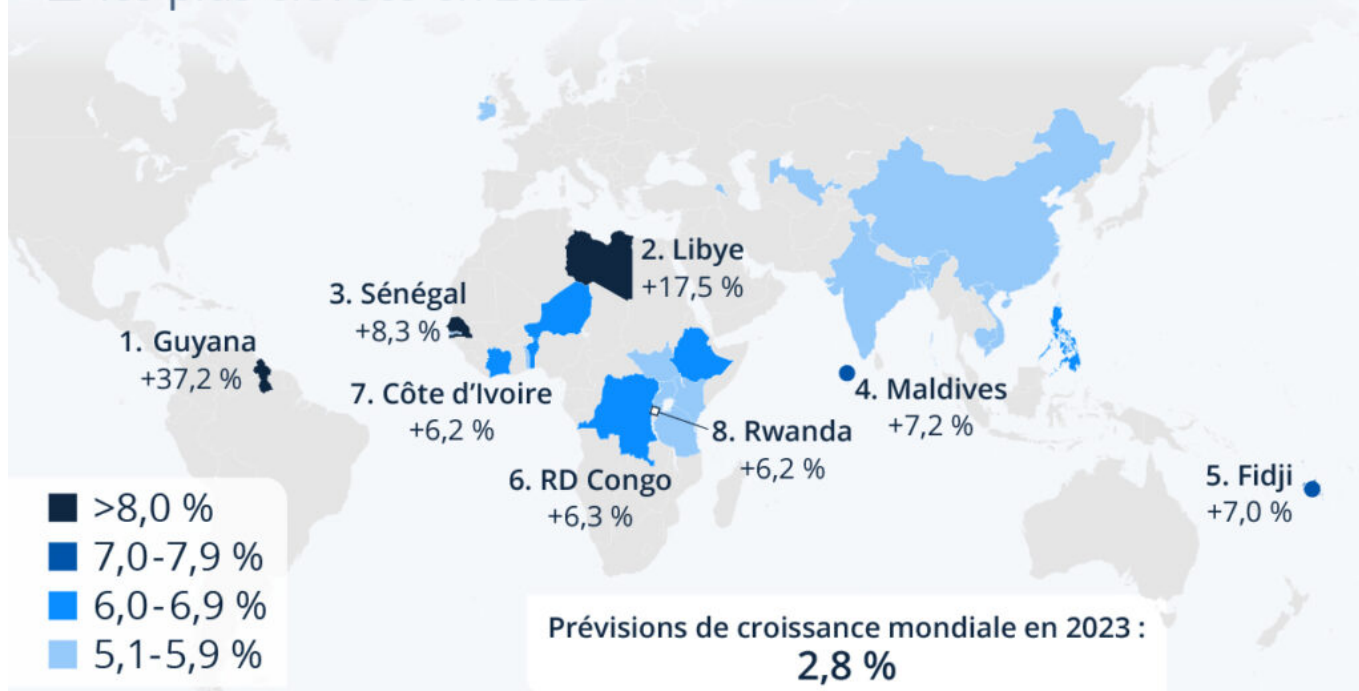 2. Libye
+17,5 %
3. Sénégal
+8,3 %
1. Guyana
+37,2 %
7. Côte d'Ivoire
+6,2 %
4. Maldives
+7,2 %
8. Rwanda
+6,2 %
6. RD Congo
+6,3 %
5. Fidji
+7,0 %
>8,0 %
7,0-7,9 %
6,0-6,9 %
5,1-5,9 %
Prévisions de croissance mondiale en 2023 :
2,8 %